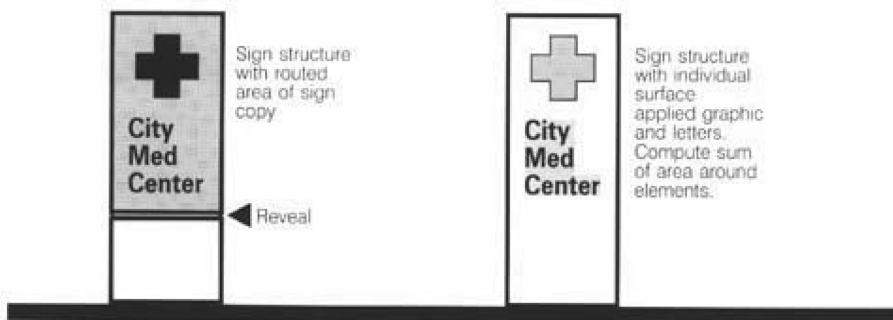 City
Med
Center
Sign structure
with routed
area of sign
copy
Reveal
City
Med
Center
Sign structure
with individual
surface
applied graphic
and letters.
Compute sum
of area around
elements.